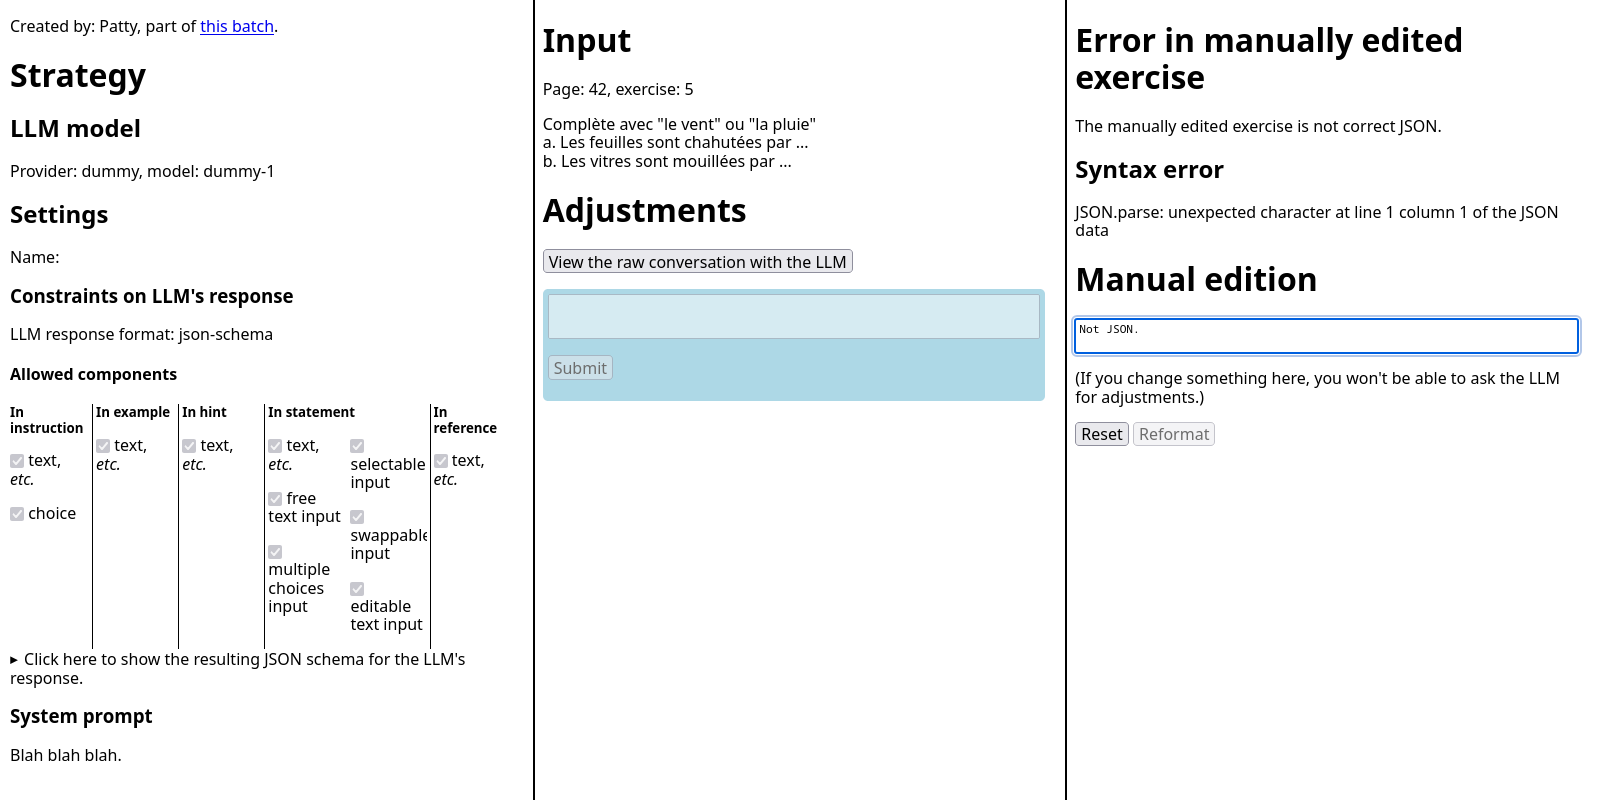 Created by: Patty, part of this batch.
Strategy
LLM model
Provider: dummy, model: dummy-1
Settings
Name:
Constraints on LLM's response
LLM response format: json-schema
Allowed components
In
instruction
text,
etc.
choice
In example
text,
etc.
In hint
text,
etc.
In statement
text,
etc.
free
text input
multiple
choices
input
selectable
input
swappable
input
editable
text input
In
reference
text,
etc.
▸ Click here to show the resulting JSON schema for the LLM's
response.
System prompt
Blah blah blah.
Input
Page: 42, exercise: 5
Complète avec "le vent" ou "la pluie"
a. Les feuilles sont chahutées par ...
b. Les vitres sont mouillées par ...
Adjustments
View the raw conversation with the LLM
Submit
Error in manually edited
exercise
The manually edited exercise is not correct JSON.
Syntax error
JSON.parse: unexpected character at line 1 column 1 of the JSON
data
Manual edition
Not JSON.
(If you change something here, you won't be able to ask the LLM
for adjustments.)
Reset Reformat